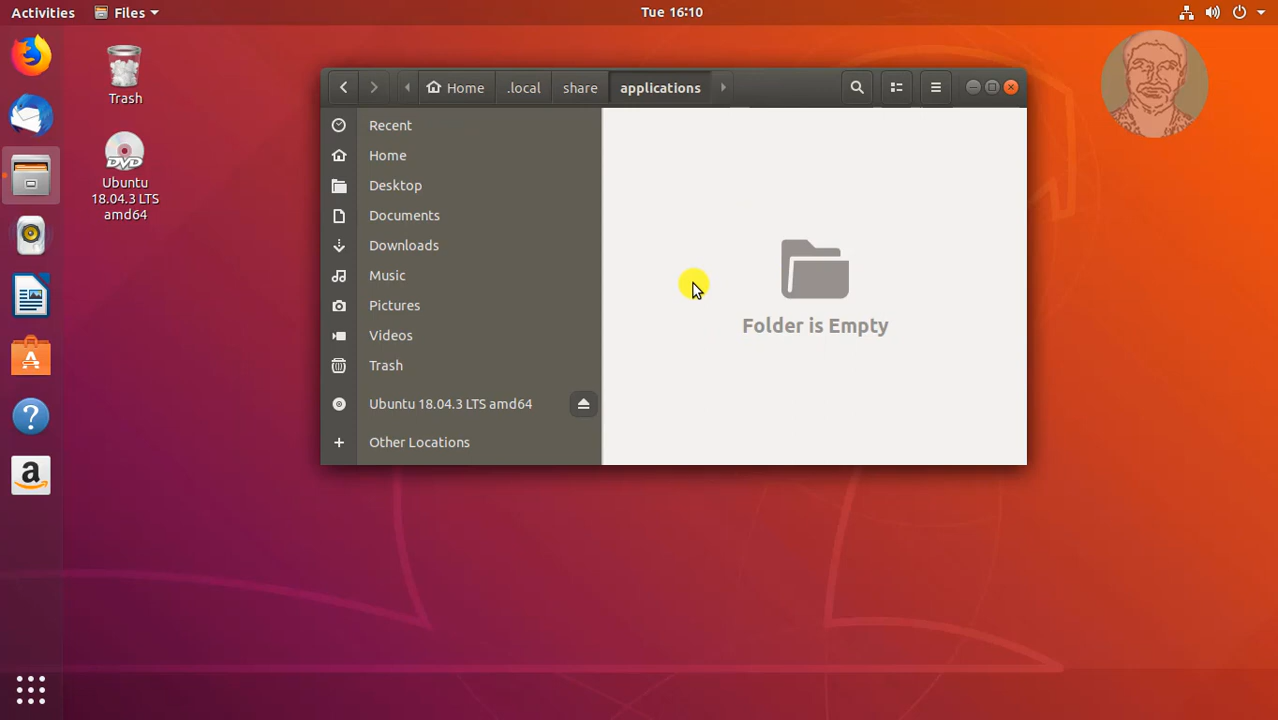 Activities Files Tue 16:10
Trash
DVD
Ubuntu
18.04.3 LTS
amd64
Home .local share applications
Recent
Home
Desktop
Documents
Downloads
Music
Pictures
Videos
Trash
Ubuntu 18.04.3 LTS amd64
Other Locations
Folder is Empty